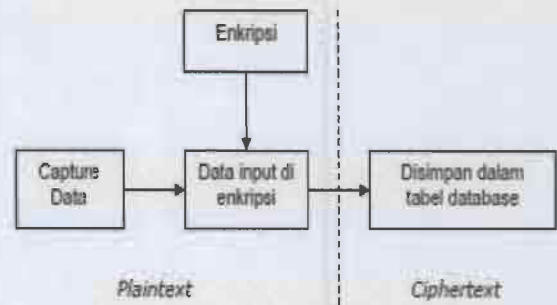 Enkripsi
Capture
Data
Data input di
enkripsi
Disimpan dalam
tabel database
Plaintext
Ciphertext